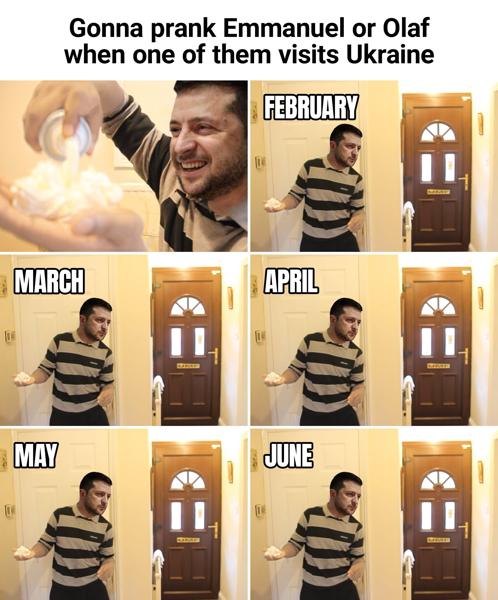 Gonna prank Emmanuel or Olaf
when one of them visits Ukraine
FEBRUARY
MARCH
APRIL
MAY
JUNE